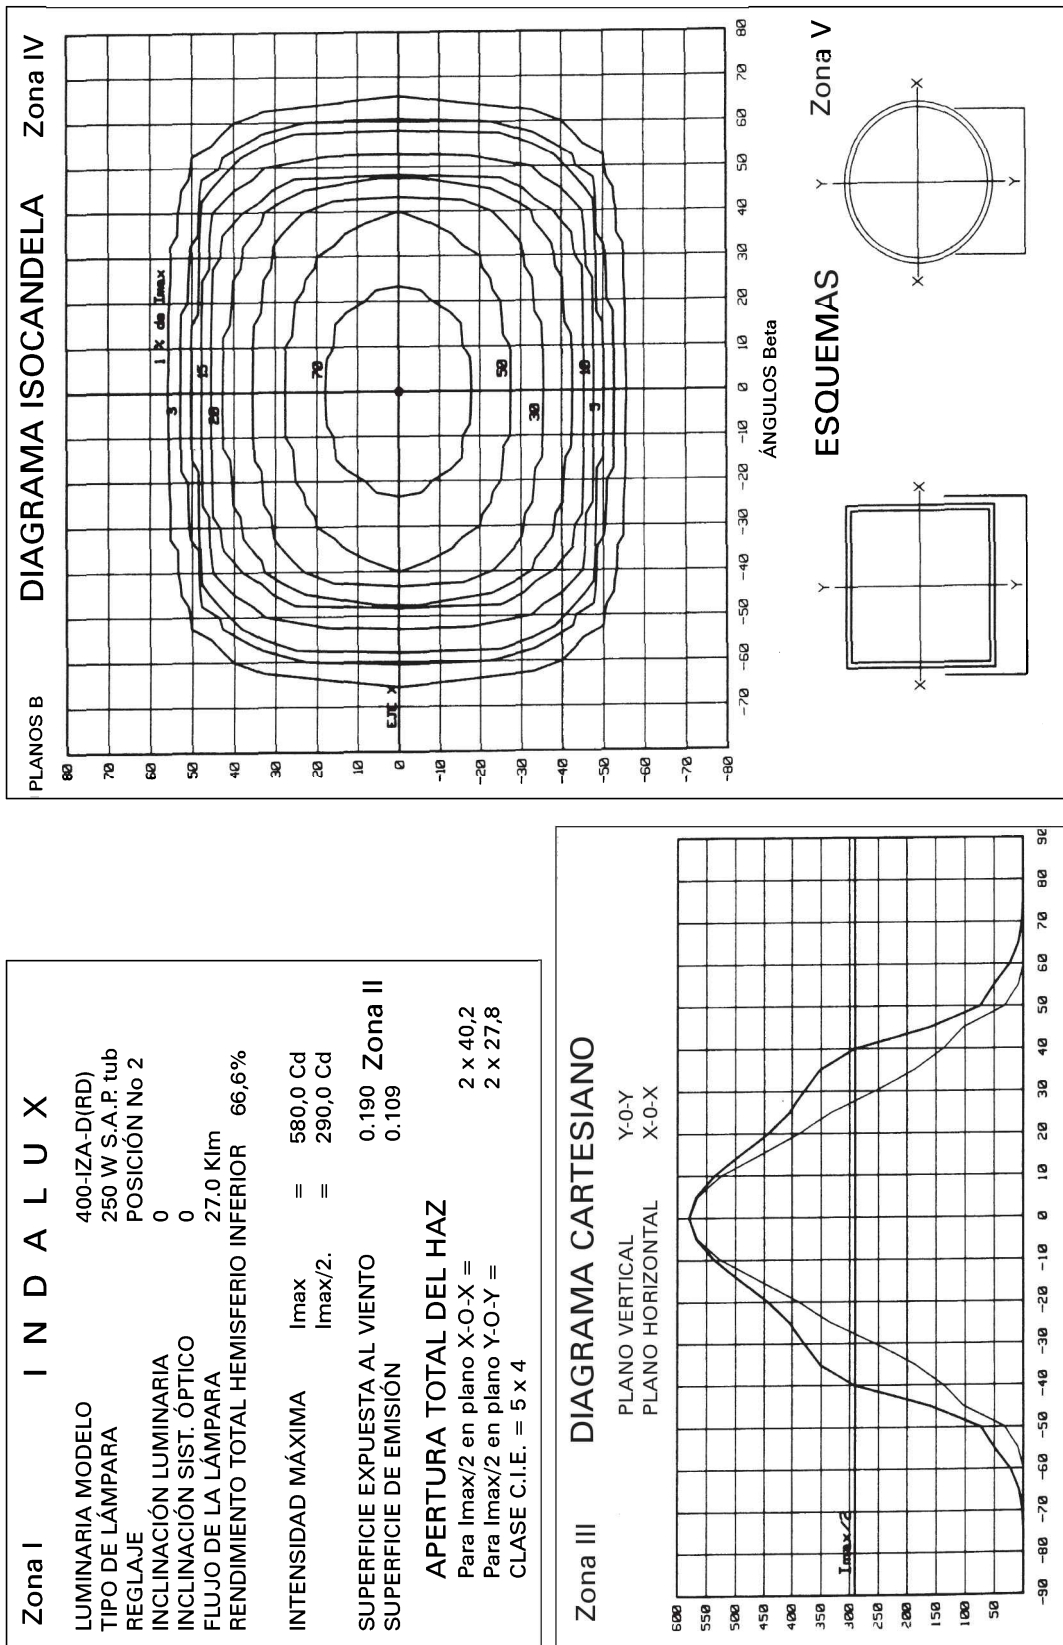 Zona I
I N D A L U X
LUMINARIA MODELO 400-IZA-D(RD)
TIPO DE LÁMPARA 250 W S.A.P. tub
REGLAJE POSICIÓN No 2
INCLINACIÓN LUMINARIA 0
INCLINACIÓN SIST. ÓPTICO 0
FLUJO DE LA LÁMPARA 27.0 Klm
RENDIMIENTO TOTAL HEMISFERIO INFERIOR 66,6%
INTENSIDAD MÁXIMA Imax = 580,0 Cd
Imax/2. = 290,0 Cd
SUPERFICIE EXPUESTA AL VIENTO 0.190
SUPERFICIE DE EMISIÓN 0.109
Zona II
APERTURA TOTAL DEL HAZ
Para Imax/2 en plano X-O-X = 2 x 40,2
Para Imax/2 en plano Y-O-Y = 2 x 27,8
CLASE C.I.E. = 5 x 4
Zona III
DIAGRAMA CARTESIANO
PLANO VERTICAL Y-O-Y
PLANO HORIZONTAL X-O-X
600
550
500
450
400
350
300
250
200
150
100
50
Imax/2
-90 -80 -70 -60 -50 -40 -30 -20 -10 0 10 20 30 40 50 60 70 80 90
PLANOS B
DIAGRAMA ISOCANDELA
Zona IV
80
70
60
50
40
30
20
10
0
-10
-20
-30
-40
-50
-60
-70
-80
1 % de Imax
3
15
20
70
50
30
10
5
EJE X
-70 -60 -50 -40 -30 -20 -10 0 10 20 30 40 50 60 70 80
ÁNGULOS Beta
ESQUEMAS
Zona V
Y
X
X
Y
Y
X
X
Y